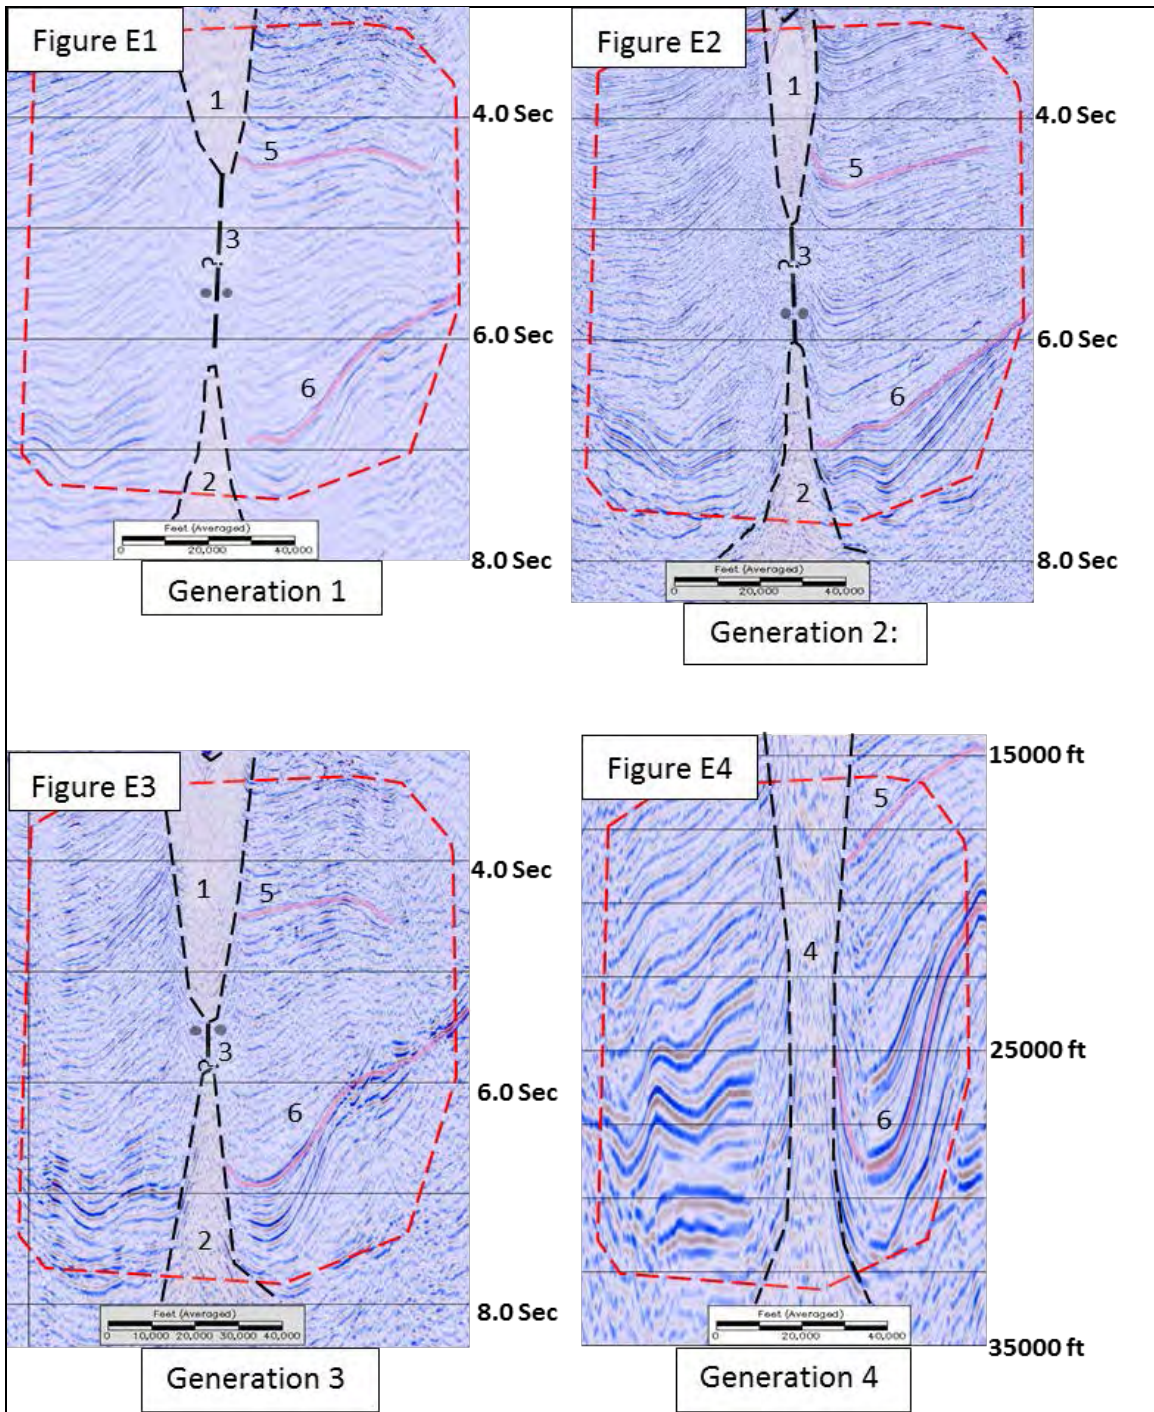 Figure E1
1
4.0 Sec
5
3
?
6.0 Sec
6
2
Feet (Averaged)
0 20,000 40,000
8.0 Sec
Generation 1
Figure E2
1
4.0 Sec
5
3
?
6.0 Sec
6
2
Feet (Averaged)
0 20,000 40,000
8.0 Sec
Generation 2:
Figure E3
1
4.0 Sec
5
3
?
6.0 Sec
6
2
Feet (Averaged)
0 10,000 20,000 30,000 40,000
8.0 Sec
Generation 3
Figure E4
15000 ft
5
4
25000 ft
6
Feet (Averaged)
0 20,000 40,000
35000 ft
Generation 4